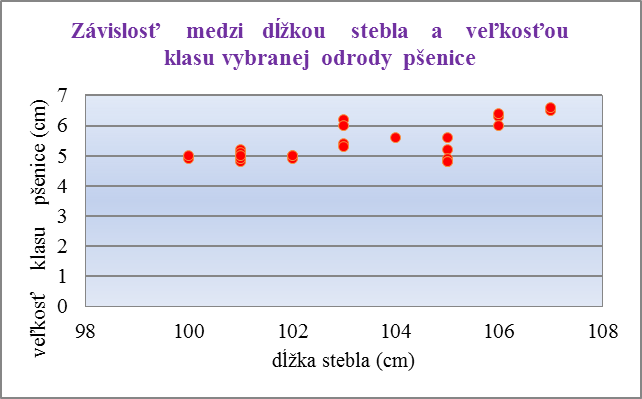 Závislosť medzi dĺžkou stebla a veľkosťou
klasu vybranej odrody pšenice
veľkosť klasu pšenice (cm)
7
6
5
4
3
2
1
0
98 100 102 104 106 108
dĺžka stebla (cm)